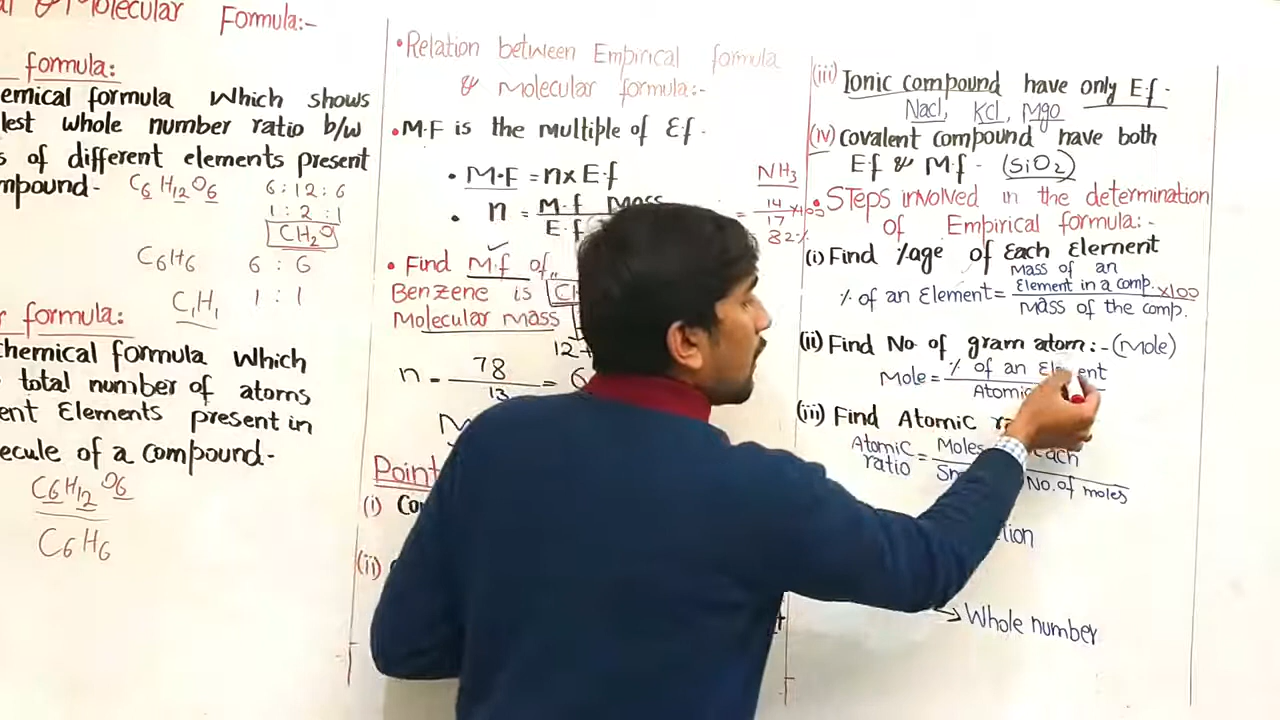 Molecular Formula:-
formula:
emical formula which shows
lest whole number ratio b/w
s of different elements present
mpound- C6H12O6 6:12:6
1:2:1
CH2O
C6H6 6:6
C1H1 1:1
formula:
chemical formula which
total number of atoms
ent Elements present in
ecule of a compound-
C6H12O6
C6H6
•Relation between Empirical formula
& Molecular formula:-
•M.F is the multiple of E.f.
• M.F = n x E.f
• n = M.f Mass
E.f
NH3
= 14 x100
17
82%
• Find M.f of
Benzene is CH
Molecular mass
12+
n = 78 = 6
13
M
Point
(i) Co
(ii)
(iii) Ionic compound have only E.f.
Nacl, Kcl, Mgo
(iv) covalent compound have both
E.f & M.f. (SiO2)
•Steps involved in the determination
of Empirical formula:-
(i) Find %age of Each Element
% of an Element = Mass of an
Element in a comp. x100
Mass of the comp.
(ii) Find No. of gram atom:- (Mole)
Mole = % of an Element
Atomic
(iii) Find Atomic
Atomic ratio = Moles Each
No. of moles
tion
→ Whole number